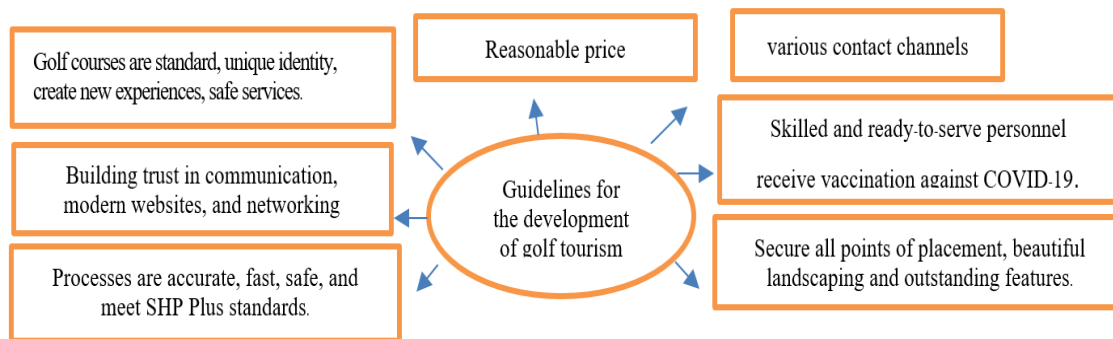 Golf courses are standard, unique identity,
create new experiences, safe services.
Reasonable price
various contact channels
Building trust in communication,
modern websites, and networking
Guidelines for
the development
of golf tourism
Skilled and ready-to-serve personnel
receive vaccination against COVID-19.
Processes are accurate, fast, safe, and
meet SHP Plus standards.
Secure all points of placement, beautiful
landscaping and outstanding features.